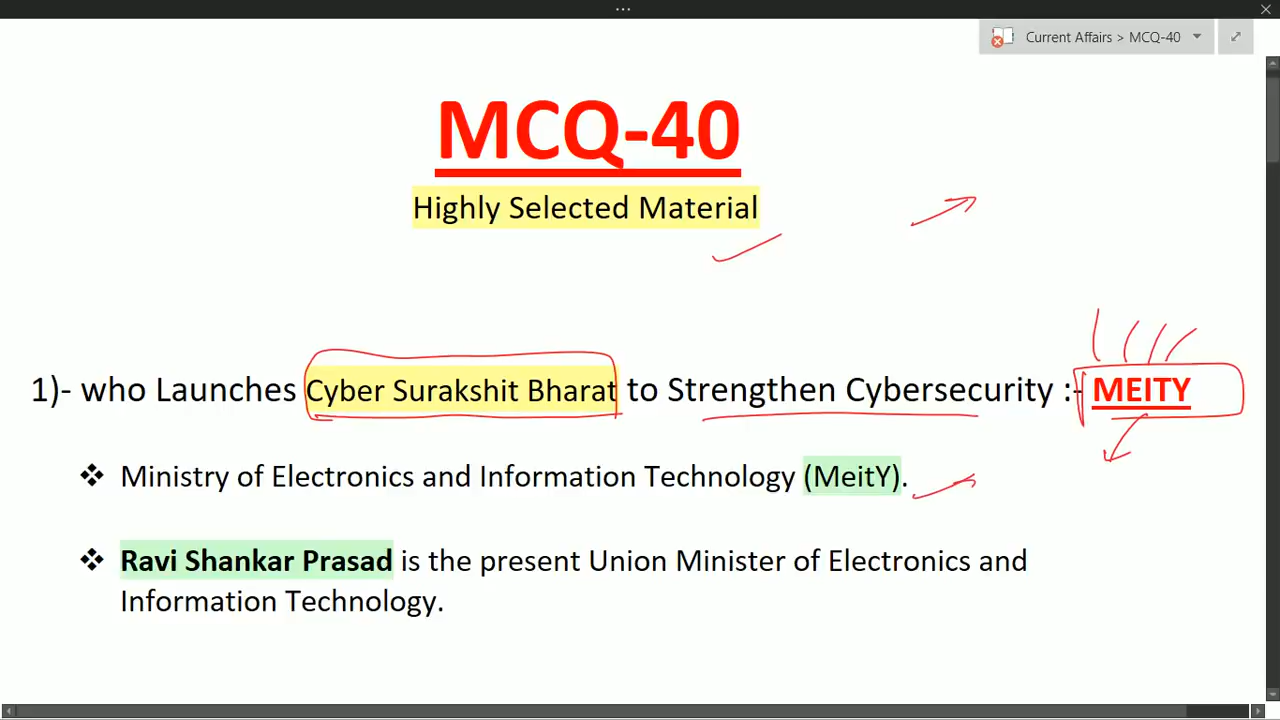 ...
Current Affairs > MCQ-40
MCQ-40
Highly Selected Material
1)- who Launches Cyber Surakshit Bharat to Strengthen Cybersecurity :- MEITY
❖ Ministry of Electronics and Information Technology (MeitY).
❖ Ravi Shankar Prasad is the present Union Minister of Electronics and
Information Technology.